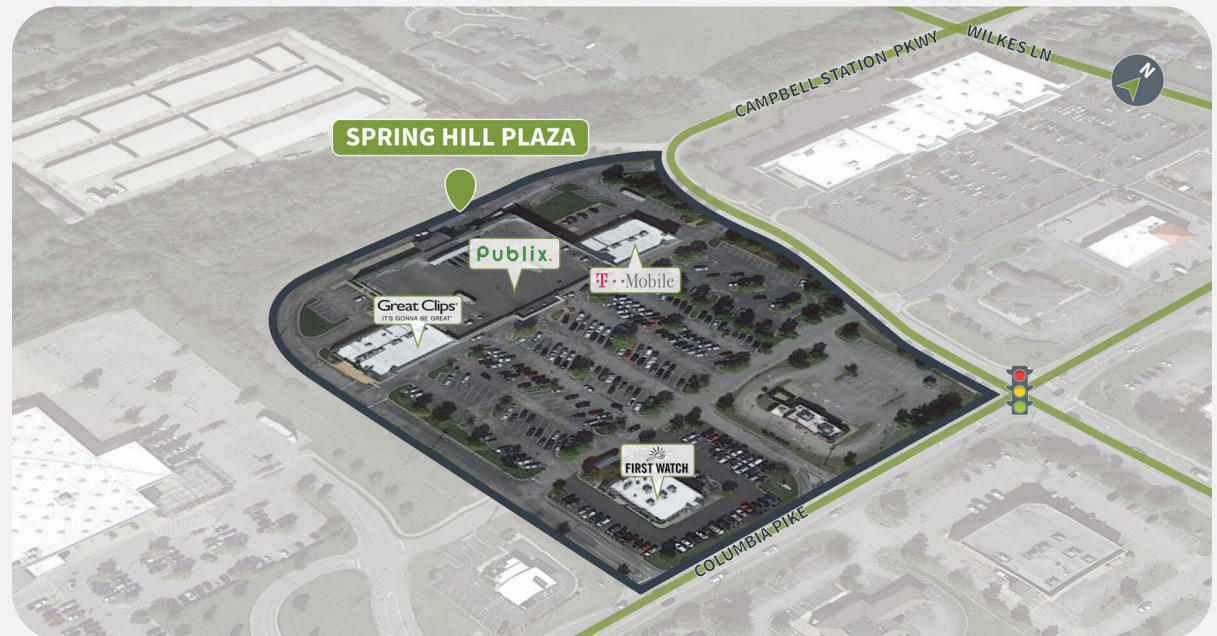 CAMPBELL STATION PKWY
WILKES LN
N
SPRING HILL PLAZA
Publix.
T··Mobile
Great Clips®
IT'S GONNA BE GREAT®
FIRST WATCH
COLUMBIA PIKE